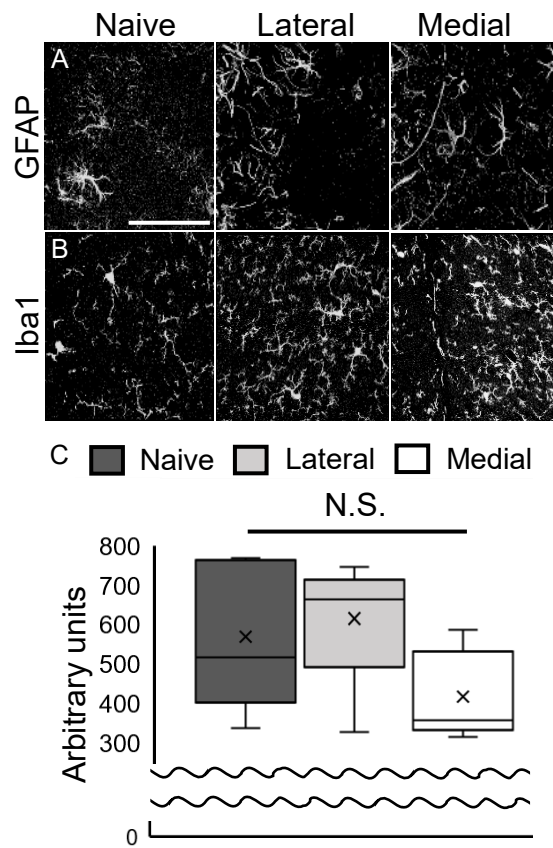 Naive Lateral Medial
A
GFAP
B
Iba1
C Naive Lateral Medial
N.S.
Arbitrary units
800
700
600
500
400
300
0